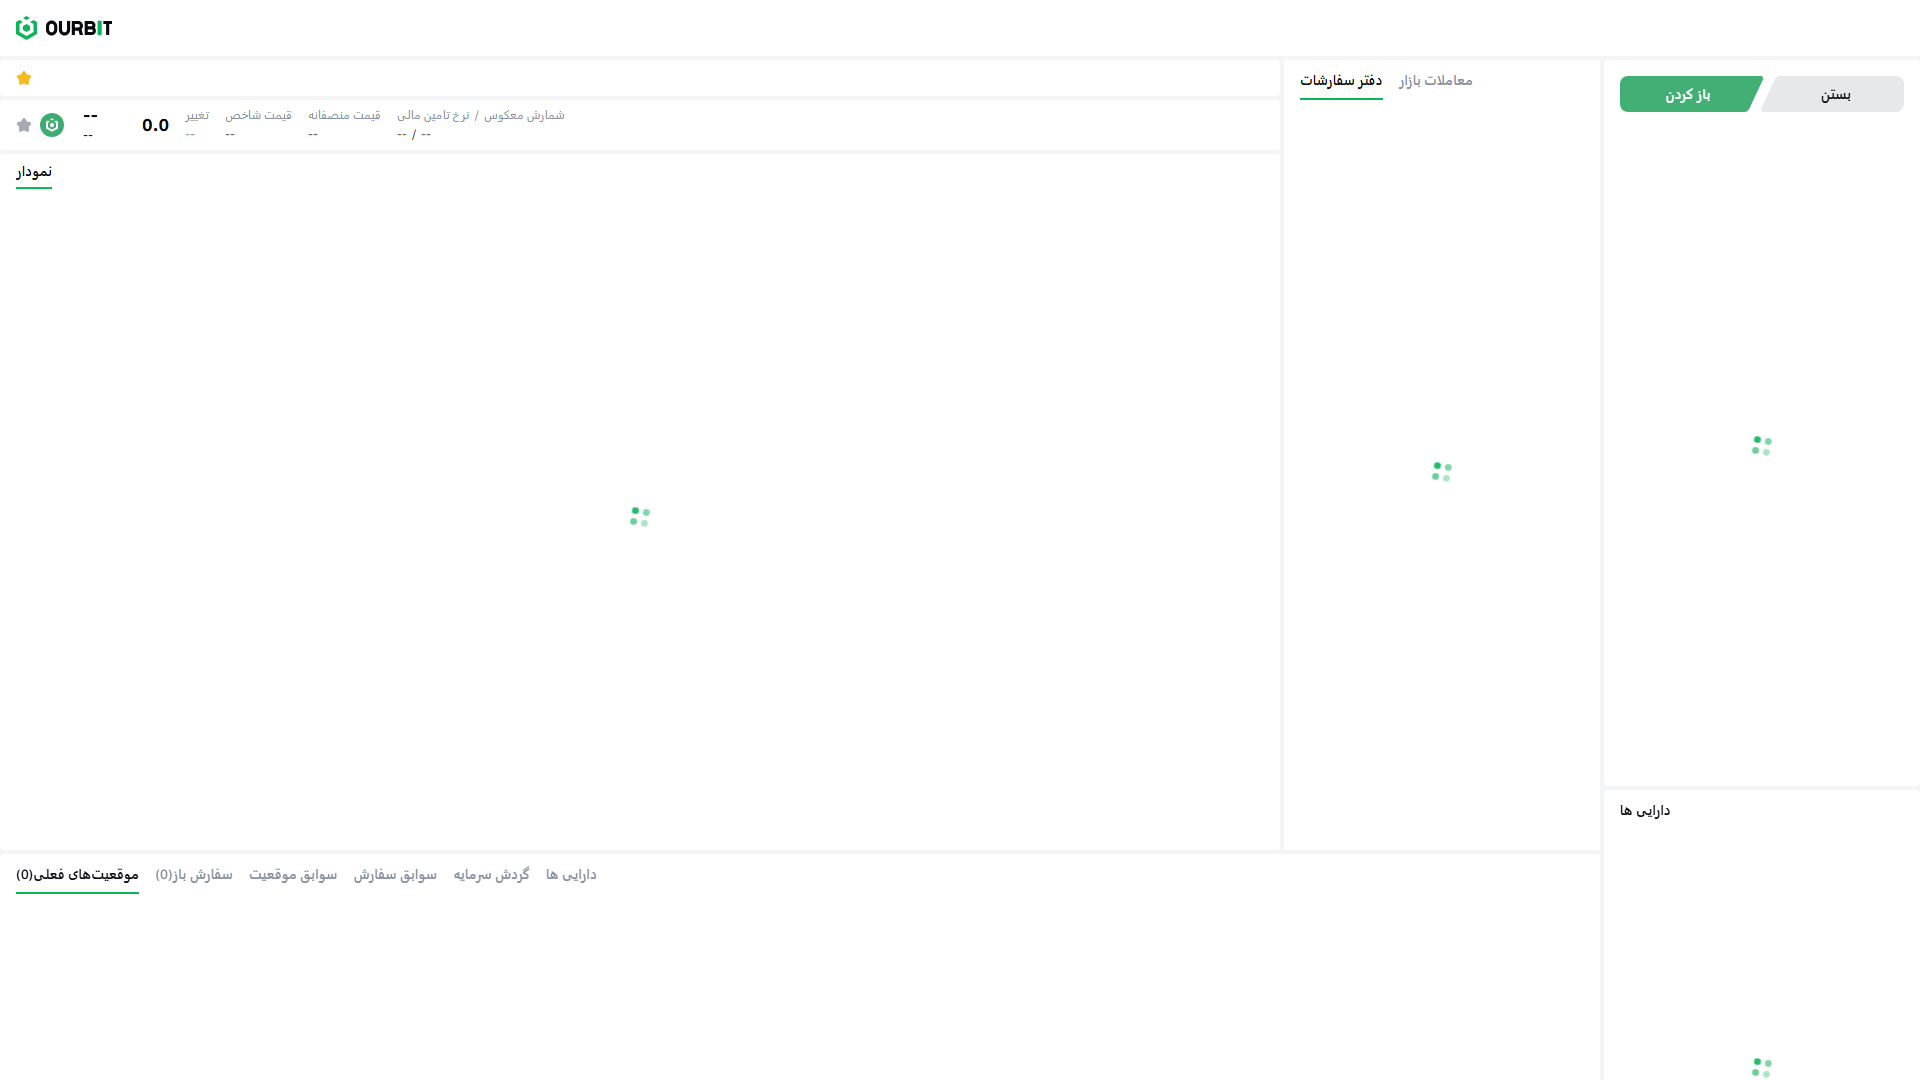 OURBIT
دفتر سفارشات
معاملات بازار
باز کردن
بستن
--
--
0.0
تغییر
--
قیمت شاخص
--
قیمت منصفانه
--
نرخ تامین مالی / شمارش معکوس
-- / --
نمودار
دارایی ها
موقعیت‌های فعلی(0)
سفارش باز(0)
سوابق موقعیت
سوابق سفارش
گردش سرمایه
دارایی ها